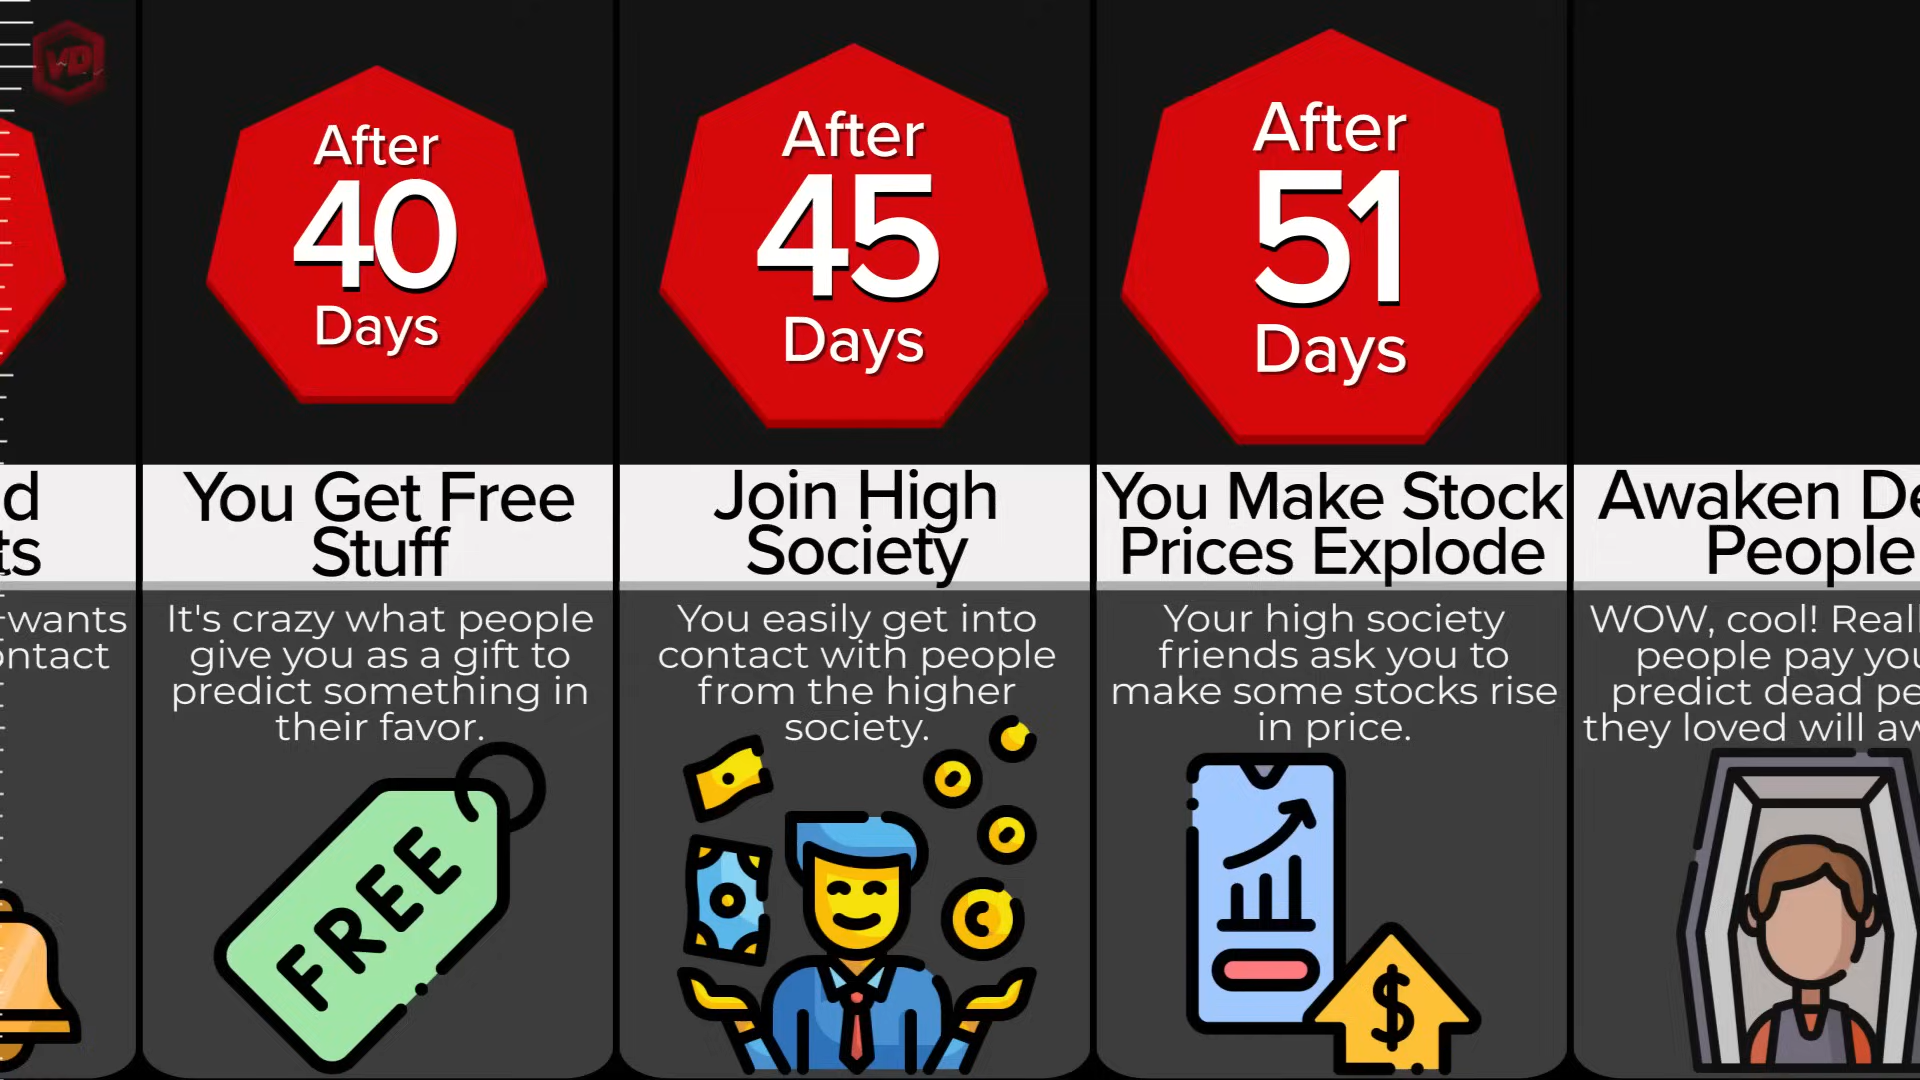 VD
d
ts
-wants
ontact
After
40
Days
You Get Free
Stuff
It's crazy what people
give you as a gift to
predict something in
their favor.
FREE
After
45
Days
Join High
Society
You easily get into
contact with people
from the higher
society.
After
51
Days
You Make Stock
Prices Explode
Your high society
friends ask you to
make some stocks rise
in price.
$
Awaken De
People
WOW, cool! Reall
people pay you
predict dead pe
they loved will aw